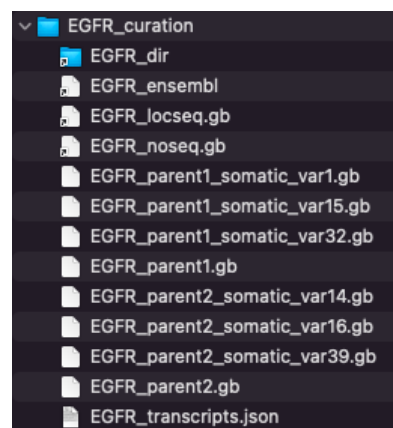 EGFR_curation
EGFR_dir
EGFR_ensembl
EGFR_locseq.gb
EGFR_noseq.gb
EGFR_parent1_somatic_var1.gb
EGFR_parent1_somatic_var15.gb
EGFR_parent1_somatic_var32.gb
EGFR_parent1.gb
EGFR_parent2_somatic_var14.gb
EGFR_parent2_somatic_var16.gb
EGFR_parent2_somatic_var39.gb
EGFR_parent2.gb
EGFR_transcripts.json